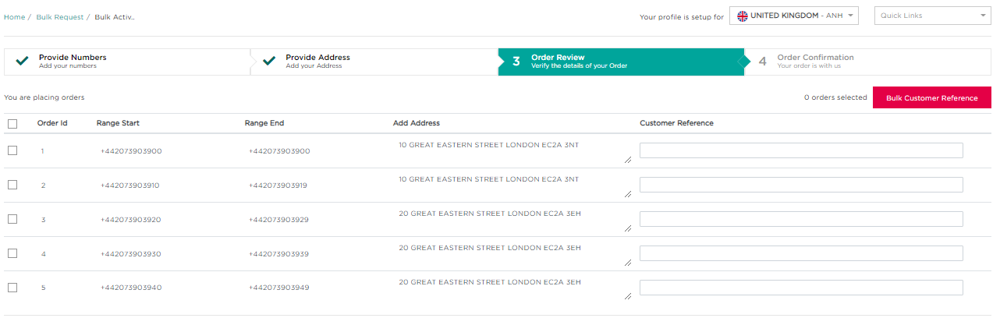 Home / Bulk Request / Bulk Activ..
Your profile is setup for UNITED KINGDOM - ANH Quick Links
Provide Numbers
Add your numbers
Provide Address
Add your Address
3 Order Review
Verify the details of your Order
4 Order Confirmation
Your order is with us
You are placing orders
0 orders selected Bulk Customer Reference
Order Id Range Start Range End Add Address Customer Reference
1 +442073903900 +442073903900 10 GREAT EASTERN STREET LONDON EC2A 3NT
2 +442073903910 +442073903919 10 GREAT EASTERN STREET LONDON EC2A 3NT
3 +442073903920 +442073903929 20 GREAT EASTERN STREET LONDON EC2A 3EH
4 +442073903930 +442073903939 20 GREAT EASTERN STREET LONDON EC2A 3EH
5 +442073903940 +442073903949 20 GREAT EASTERN STREET LONDON EC2A 3EH